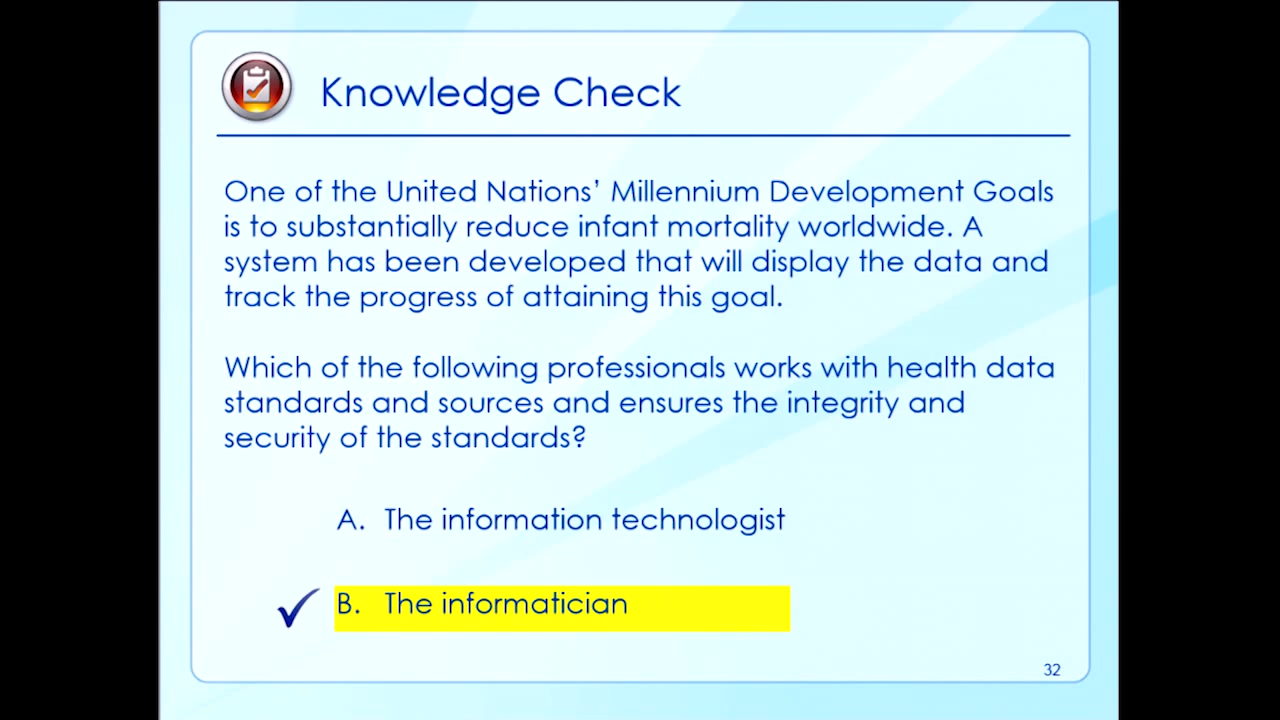 Knowledge Check
One of the United Nations’ Millennium Development Goals
is to substantially reduce infant mortality worldwide. A
system has been developed that will display the data and
track the progress of attaining this goal.
Which of the following professionals works with health data
standards and sources and ensures the integrity and
security of the standards?
A. The information technologist
B. The informatician
32